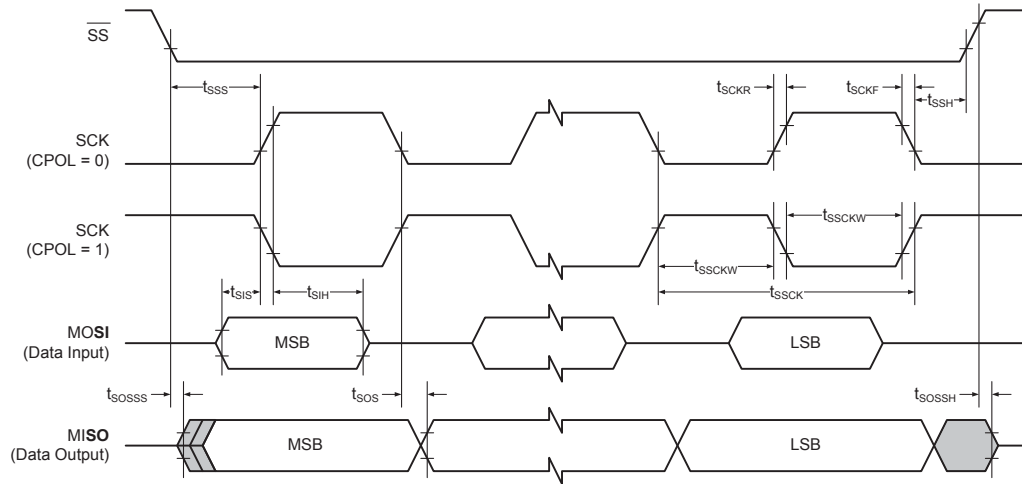 SS
tSSS
tSCKR
tSCKF
tSSH
SCK
(CPOL = 0)
SCK
(CPOL = 1)
tSSCKW
tSSCKW
tSIS
tSIH
tSSCK
MOSI
(Data Input)
MSB
LSB
tSOSSS
tSOS
tSOSSH
MISO
(Data Output)
MSB
LSB